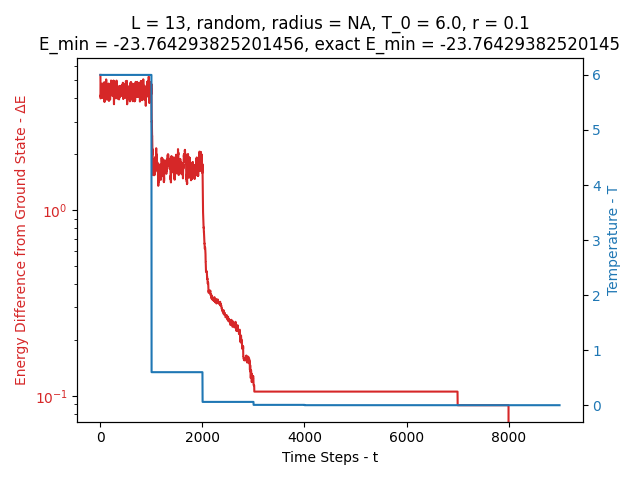 L = 13, random, radius = NA, T_0 = 6.0, r = 0.1
E_min = -23.764293825201456, exact E_min = -23.76429382520145
Energy Difference from Ground State - ΔE
10⁰
10⁻¹
0
2000
4000
6000
8000
Time Steps - t
6
5
4
3
2
1
0
Temperature - T